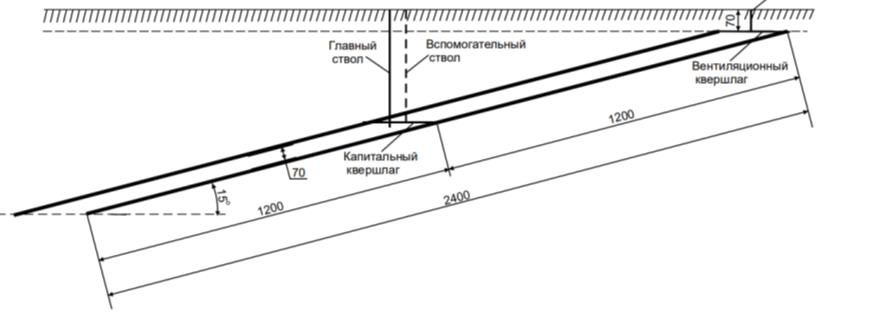 70
Главный
ствол
Вспомогательный
ствол
Вентиляционный
квершлаг
1200
Капитальный
квершлаг
70
15°
1200
2400